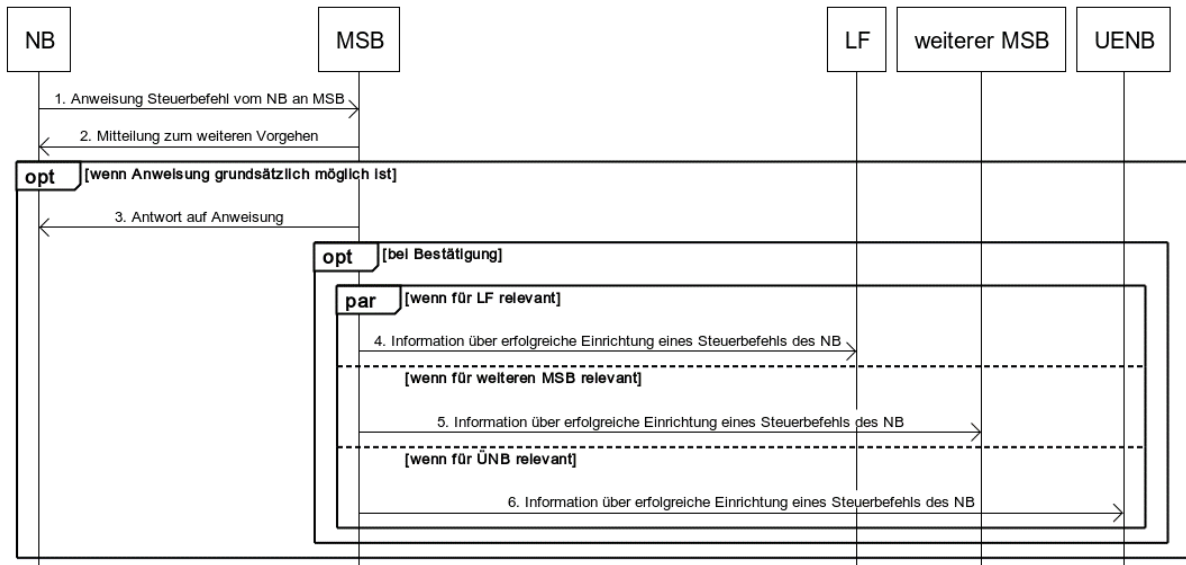 NB
MSB
LF
weiterer MSB
UENB
1. Anweisung Steuerbefehl vom NB an MSB
2. Mitteilung zum weiteren Vorgehen
opt
[wenn Anweisung grundsätzlich möglich ist]
3. Antwort auf Anweisung
opt
[bei Bestätigung]
par
[wenn für LF relevant]
4. Information über erfolgreiche Einrichtung eines Steuerbefehls des NB
[wenn für weiteren MSB relevant]
5. Information über erfolgreiche Einrichtung eines Steuerbefehls des NB
[wenn für ÜNB relevant]
6. Information über erfolgreiche Einrichtung eines Steuerbefehls des NB